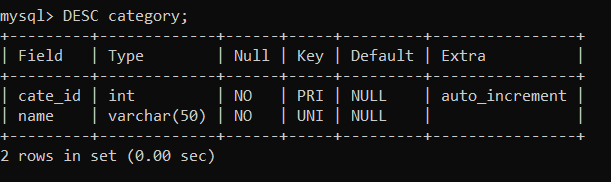 mysql> DESC category;
+---------+-------------+------+-----+---------+----------------+
| Field   | Type        | Null | Key | Default | Extra          |
+---------+-------------+------+-----+---------+----------------+
| cate_id | int         | NO   | PRI | NULL    | auto_increment |
| name    | varchar(50) | NO   | UNI | NULL    |                |
+---------+-------------+------+-----+---------+----------------+
2 rows in set (0.00 sec)